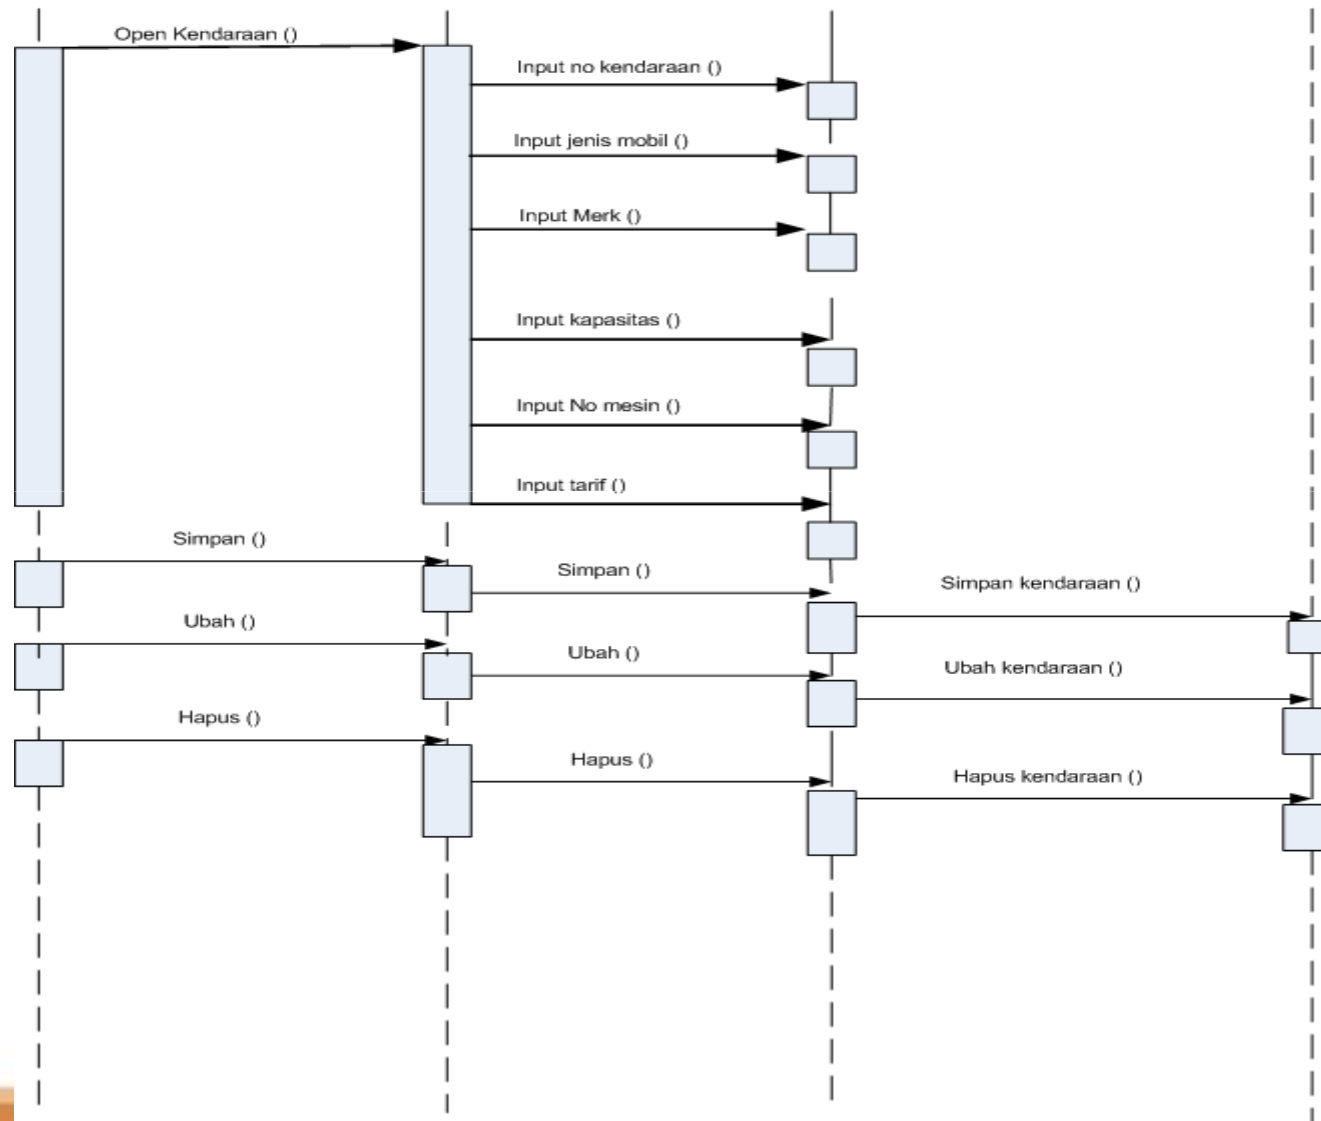 Open Kendaraan ()
Input no kendaraan ()
Input jenis mobil ()
Input Merk ()
Input kapasitas ()
Input No mesin ()
Input tarif ()
Simpan ()
Simpan ()
Simpan kendaraan ()
Ubah ()
Ubah ()
Ubah kendaraan ()
Hapus ()
Hapus ()
Hapus kendaraan ()